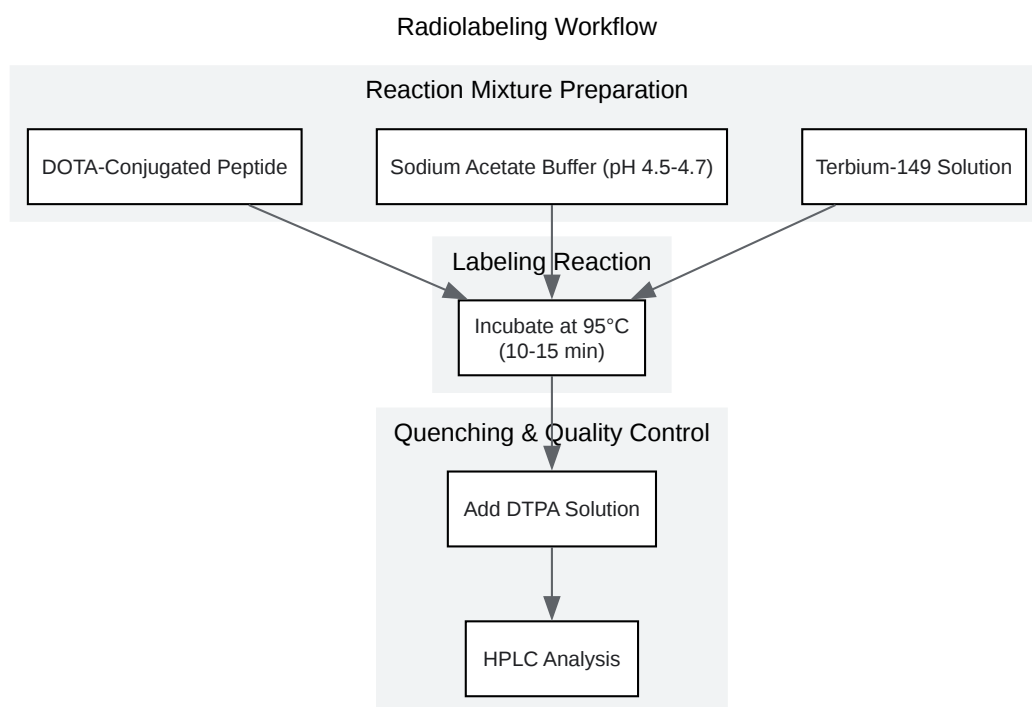 Radiolabeling Workflow
Reaction Mixture Preparation
DOTA-Conjugated Peptide
Sodium Acetate Buffer (pH 4.5-4.7)
Terbium-149 Solution
Labeling Reaction
Incubate at 95°C
(10-15 min)
Quenching & Quality Control
Add DTPA Solution
HPLC Analysis